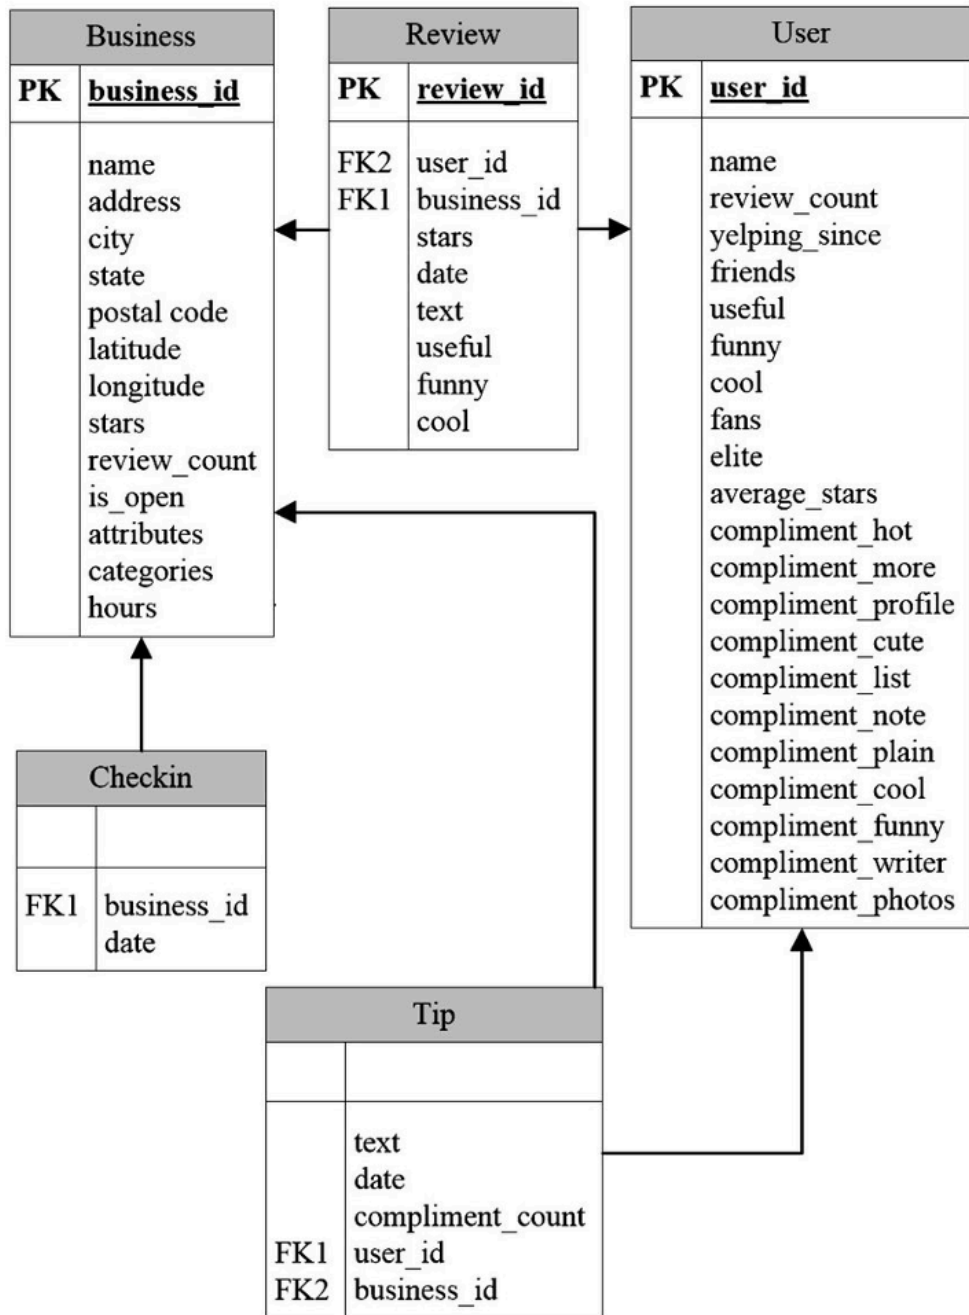 Business
PK business_id
name
address
city
state
postal code
latitude
longitude
stars
review_count
is_open
attributes
categories
hours
Review
PK review_id
FK2 user_id
FK1 business_id
stars
date
text
useful
funny
cool
User
PK user_id
name
review_count
yelping_since
friends
useful
funny
cool
fans
elite
average_stars
compliment_hot
compliment_more
compliment_profile
compliment_cute
compliment_list
compliment_note
compliment_plain
compliment_cool
compliment_funny
compliment_writer
compliment_photos
Checkin
FK1 business_id
date
Tip
text
date
compliment_count
FK1 user_id
FK2 business_id